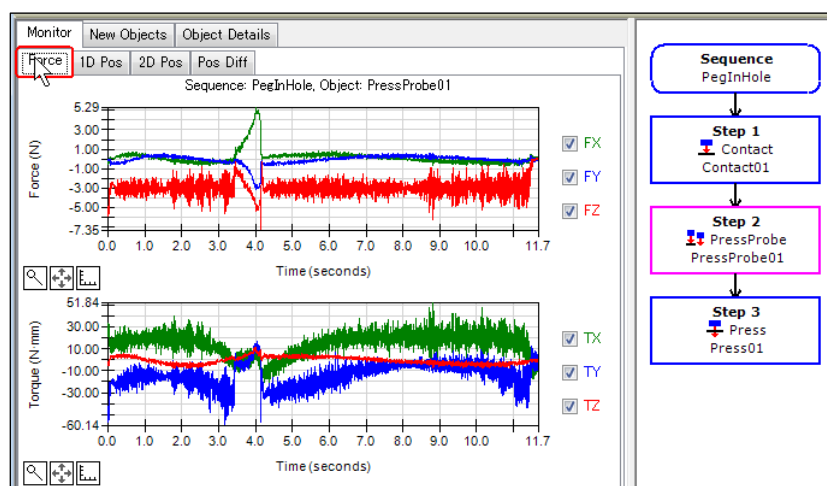 Monitor New Objects Object Details
Force 1D Pos 2D Pos Pos Diff
Sequence: PegInHole, Object: PressProbe01
Force (N)
5.29
3.00
1.00
-1.00
-3.00
-5.00
-7.36
0.0 1.0 2.0 3.0 4.0 5.0 6.0 7.0 8.0 9.0 10.0 11.7
Time (seconds)
FX
FY
FZ
Torque (N·mm)
51.84
30.00
10.00
-10.00
-30.00
-60.14
0.0 1.0 2.0 3.0 4.0 5.0 6.0 7.0 8.0 9.0 10.0 11.7
Time (seconds)
TX
TY
TZ
Sequence
PegInHole
Step 1
Contact
Contact01
Step 2
PressProbe
PressProbe01
Step 3
Press
Press01